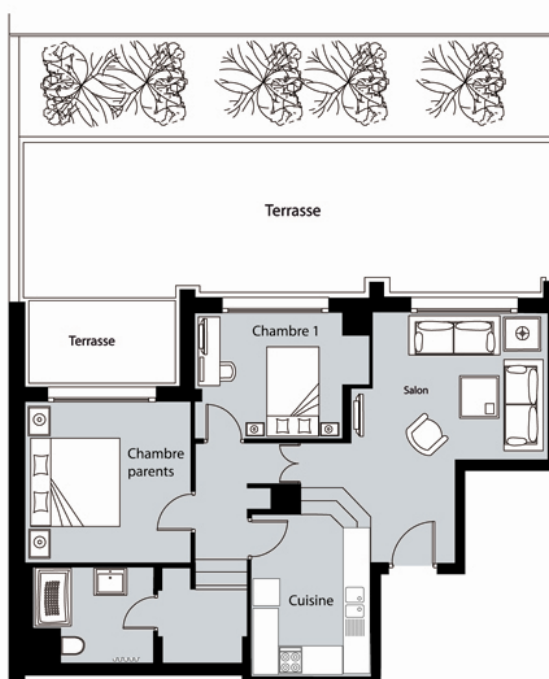 Terrasse
Terrasse
Chambre 1
Salon
Chambre
parents
Cuisine